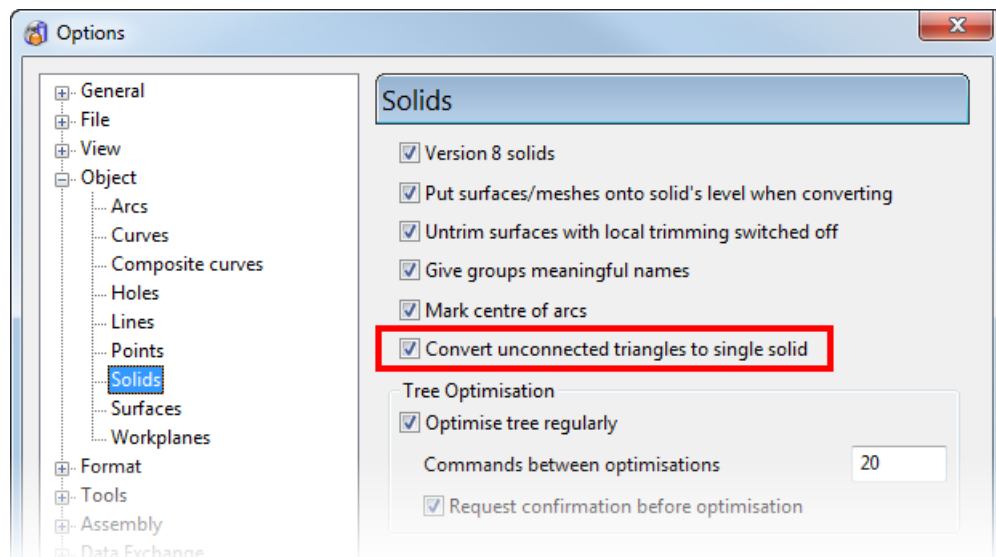 Options
General
File
View
Object
Arcs
Curves
Composite curves
Holes
Lines
Points
Solids
Surfaces
Workplanes
Format
Tools
Assembly
Data Exchange
Solids
Version 8 solids
Put surfaces/meshes onto solid's level when converting
Untrim surfaces with local trimming switched off
Give groups meaningful names
Mark centre of arcs
Convert unconnected triangles to single solid
Tree Optimisation
Optimise tree regularly
Commands between optimisations 20
Request confirmation before optimisation